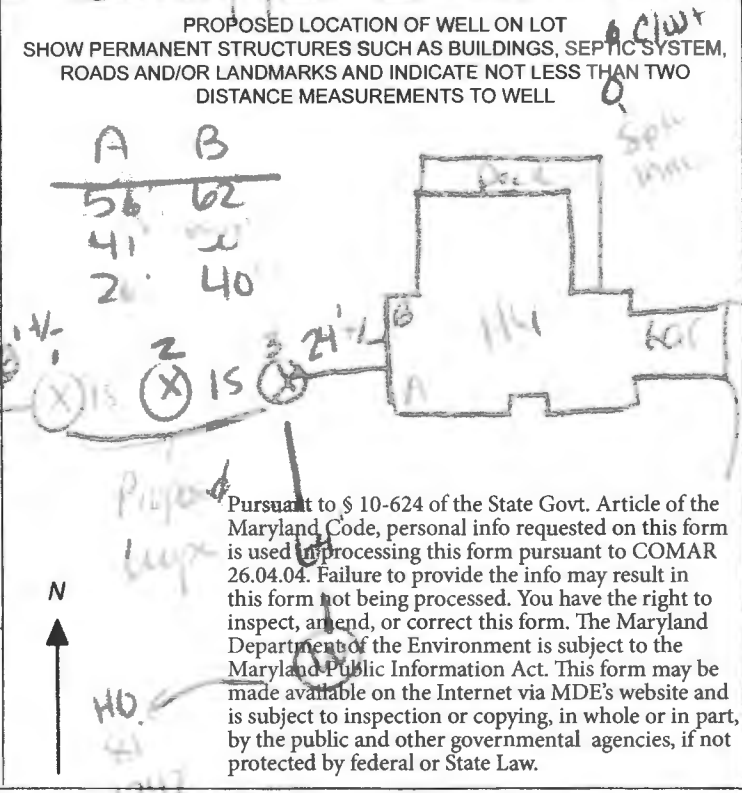 PROPOSED LOCATION OF WELL ON LOT
SHOW PERMANENT STRUCTURES SUCH AS BUILDINGS, SEPTIC SYSTEM,
ROADS AND/OR LANDMARKS AND INDICATE NOT LESS THAN TWO
DISTANCE MEASUREMENTS TO WELL
A B
56' 62
41'
40'
Deck
+/-
1
2
3
X 15 X 15 X
24' +/-
B
A
Proposed
Pursuant to § 10-624 of the State Govt. Article of the
Maryland Code, personal info requested on this form
is used in processing this form pursuant to COMAR
26.04.04. Failure to provide the info may result in
this form not being processed. You have the right to
inspect, amend, or correct this form. The Maryland
Department of the Environment is subject to the
Maryland Public Information Act. This form may be
made available on the Internet via MDE's website and
is subject to inspection or copying, in whole or in part,
by the public and other governmental agencies, if not
protected by federal or State Law.
N
HO.